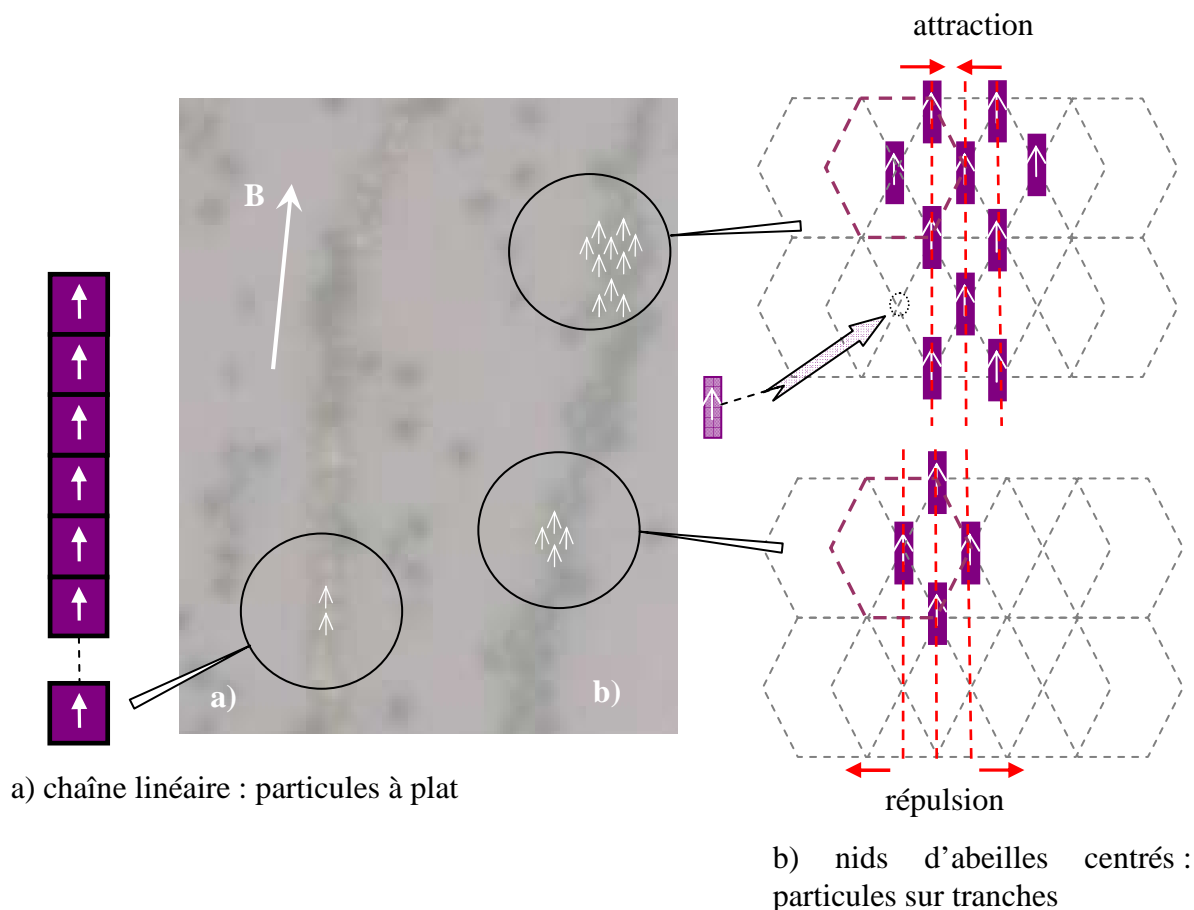 attraction
B
a)
b)
a) chaîne linéaire : particules à plat
répulsion
b) nids d'abeilles centrés :
particules sur tranches